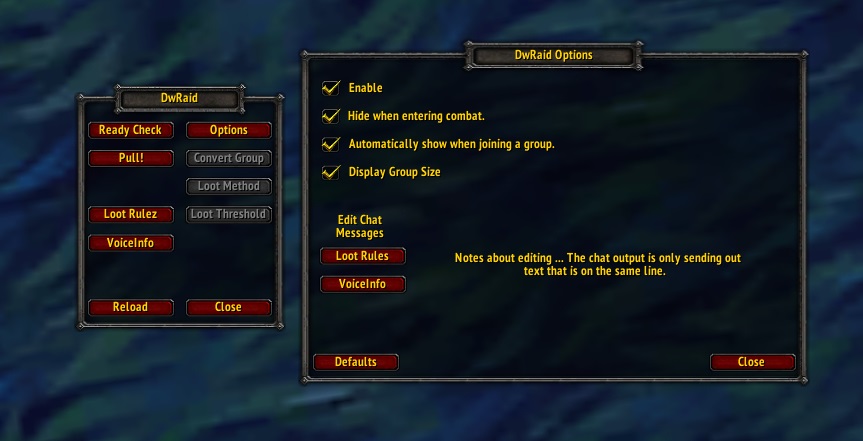 DwRaid
Ready Check
Options
Pull!
Convert Group
Loot Method
Loot Rulez
Loot Threshold
VoiceInfo
Reload
Close
DwRaid Options
Enable
Hide when entering combat.
Automatically show when joining a group.
Display Group Size
Edit Chat
Messages
Loot Rules
VoiceInfo
Notes about editing ... The chat output is only sending out
text that is on the same line.
Defaults
Close